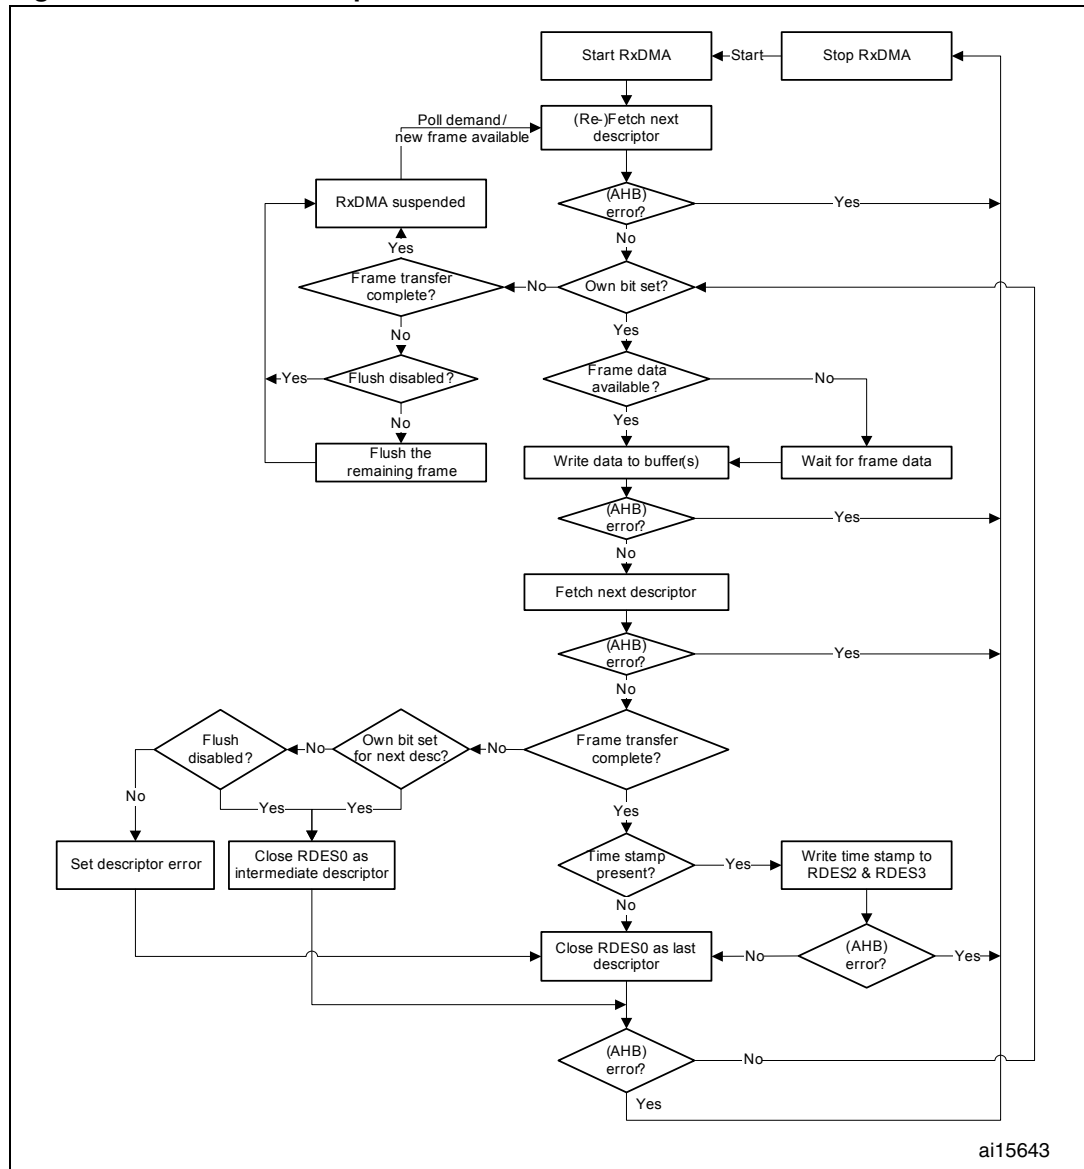 Start RxDMA
Start
Stop RxDMA
Poll demand/
new frame available
(Re-)Fetch next
descriptor
RxDMA suspended
(AHB)
error?
Yes
No
Yes
Frame transfer
complete?
No
Own bit set?
No
Yes
Yes
Flush disabled?
Frame data
available?
No
No
Yes
Flush the
remaining frame
Write data to buffer(s)
Wait for frame data
(AHB)
error?
Yes
No
Fetch next descriptor
(AHB)
error?
Yes
No
Flush
disabled?
No
Own bit set
for next desc?
No
Frame transfer
complete?
No
Yes
Yes
Yes
Set descriptor error
Close RDES0 as
intermediate descriptor
Time stamp
present?
Yes
Write time stamp to
RDES2 & RDES3
No
Close RDES0 as last
descriptor
No
(AHB)
error?
Yes
(AHB)
error?
No
Yes
ai15643